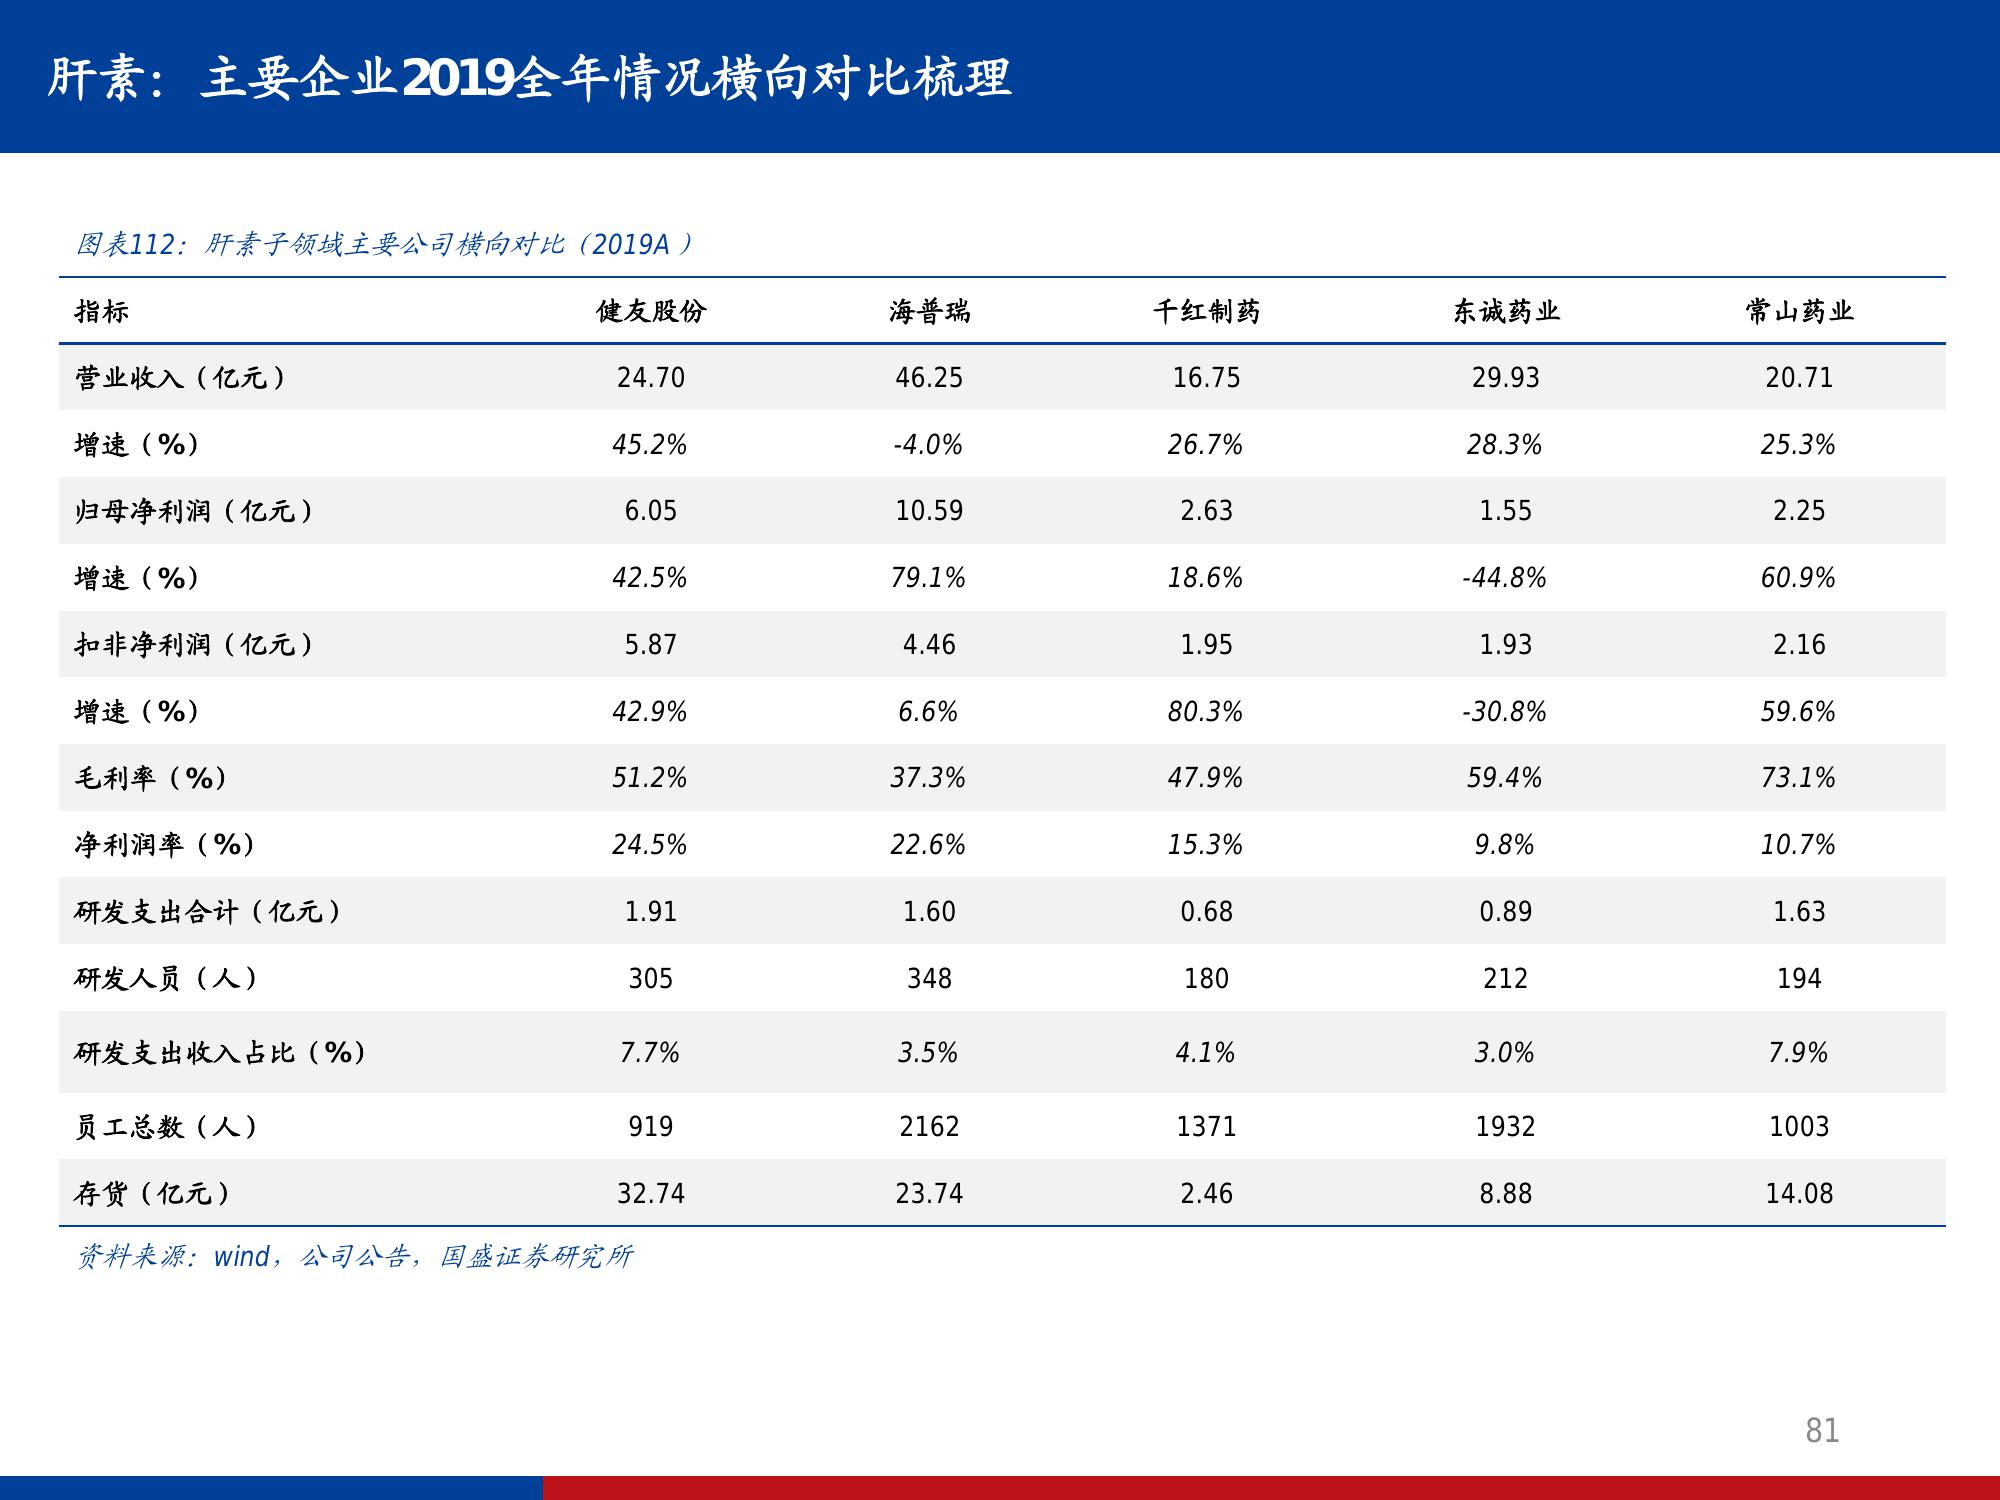 肝素：主要企业2019全年情况横向对比梳理
图表112：肝素子领域主要公司横向对比（2019A）
指标 健友股份 海普瑞 千红制药 东诚药业 常山药业
营业收入（亿元） 24.70 46.25 16.75 29.93 20.71
增速（%） 45.2% -4.0% 26.7% 28.3% 25.3%
归母净利润（亿元） 6.05 10.59 2.63 1.55 2.25
增速（%） 42.5% 79.1% 18.6% -44.8% 60.9%
扣非净利润（亿元） 5.87 4.46 1.95 1.93 2.16
增速（%） 42.9% 6.6% 80.3% -30.8% 59.6%
毛利率（%） 51.2% 37.3% 47.9% 59.4% 73.1%
净利润率（%） 24.5% 22.6% 15.3% 9.8% 10.7%
研发支出合计（亿元） 1.91 1.60 0.68 0.89 1.63
研发人员（人） 305 348 180 212 194
研发支出收入占比（%） 7.7% 3.5% 4.1% 3.0% 7.9%
员工总数（人） 919 2162 1371 1932 1003
存货（亿元） 32.74 23.74 2.46 8.88 14.08
资料来源：wind，公司公告，国盛证券研究所
81